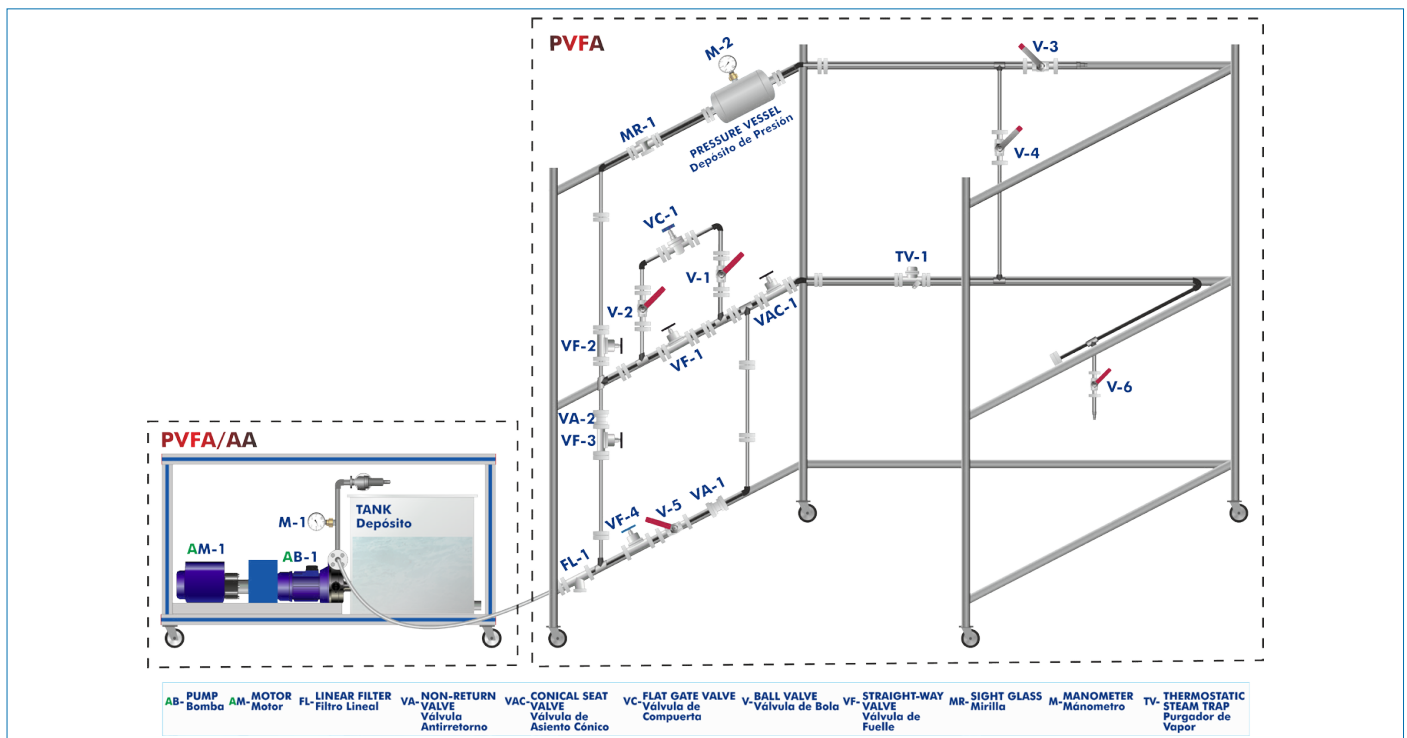 PVFA
M-2
V-3
MR-1
PRESSURE VESSEL
Depósito de Presión
V-4
VC-1
V-1
TV-1
V-2
VAC-1
VF-2
VF-1
V-6
VA-2
VF-3
PVFA/AA
TANK
Depósito
M-1
VA-1
V-5
VF-4
FL-1
AM-1
AB-1
AB- PUMP
Bomba
AM- MOTOR
Motor
FL- LINEAR FILTER
Filtro Lineal
VA- NON-RETURN
VALVE
Válvula
Antirretorno
VAC- CONICAL SEAT
VALVE
Válvula de
Asiento Cónico
VC- FLAT GATE VALVE
Válvula de
Compuerta
V- BALL VALVE
Válvula de Bola
VF- STRAIGHT-WAY
VALVE
Válvula de
Fuelle
MR- SIGHT GLASS
Mirilla
M- MANOMETER
Mánometro
TV- THERMOSTATIC
STEAM TRAP
Purgador de
Vapor